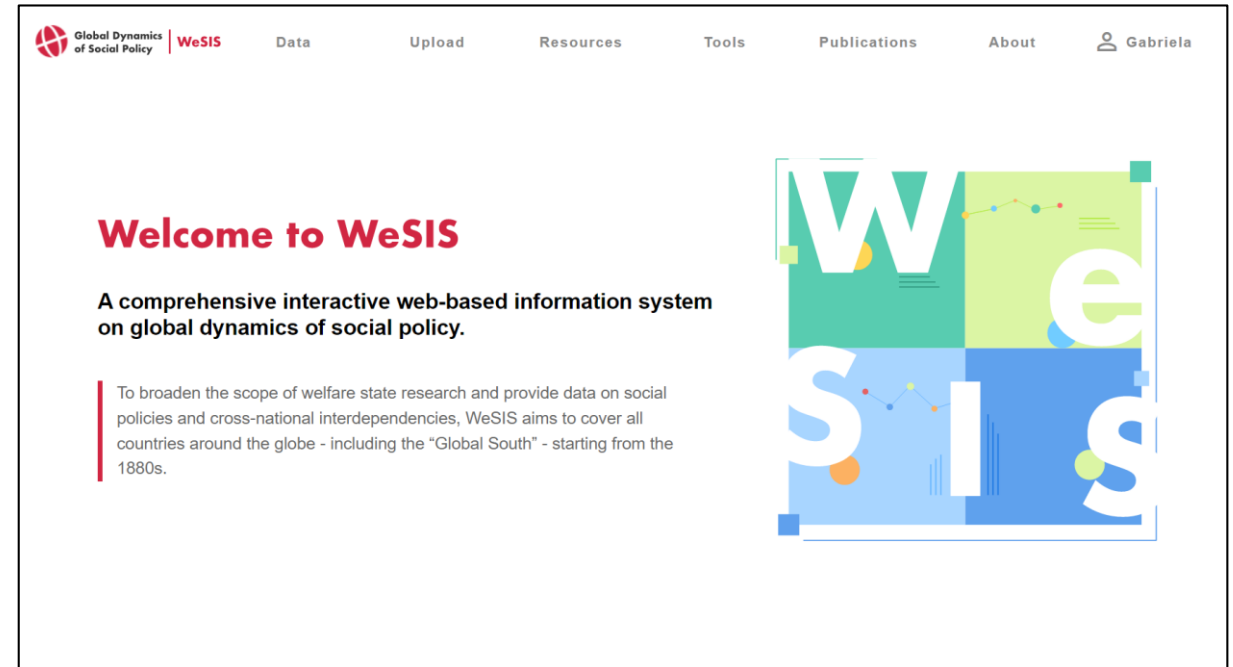 Global Dynamics
of Social Policy
WeSIS
Data
Upload
Resources
Tools
Publications
About
Gabriela
Welcome to WeSIS
A comprehensive interactive web-based information system
on global dynamics of social policy.
To broaden the scope of welfare state research and provide data on social
policies and cross-national interdependencies, WeSIS aims to cover all
countries around the globe - including the “Global South” - starting from the
1880s.
We
SIS